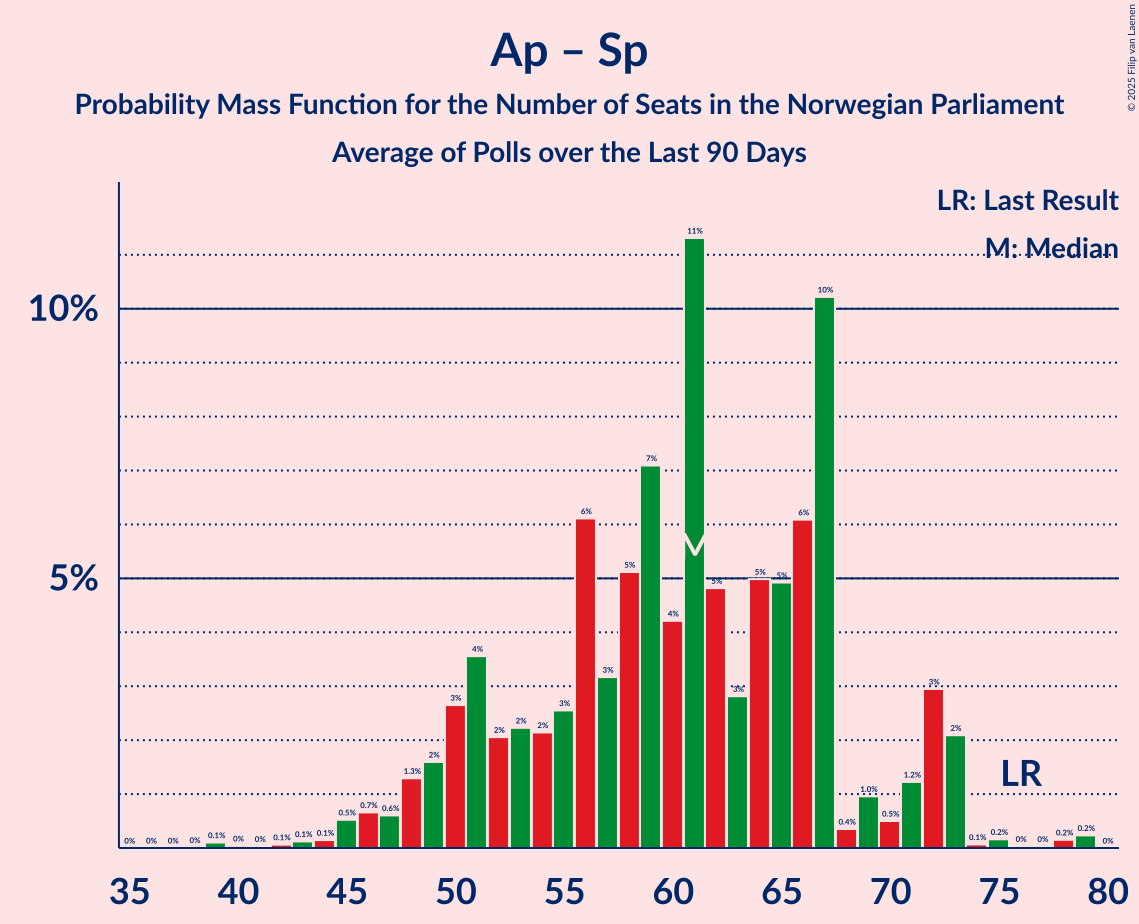 © 2025 Filip van Laenen
Ap – Sp
Probability Mass Function for the Number of Seats in the Norwegian Parliament
Average of Polls over the Last 90 Days
LR: Last Result
M: Median
10%
5%
0% 0% 0% 0% 0.1% 0% 0% 0.1% 0.1% 0.1% 0.5% 0.7% 0.6% 1.3% 2% 3% 4% 2% 2% 2% 3% 6% 3% 5% 7% 4% 11% 5% 3% 5% 5% 6% 10% 0.4% 1.0% 0.5% 1.2% 3% 2% 0.1% 0.2% 0% 0% 0.2% 0.2% 0%
M
LR
35 40 45 50 55 60 65 70 75 80